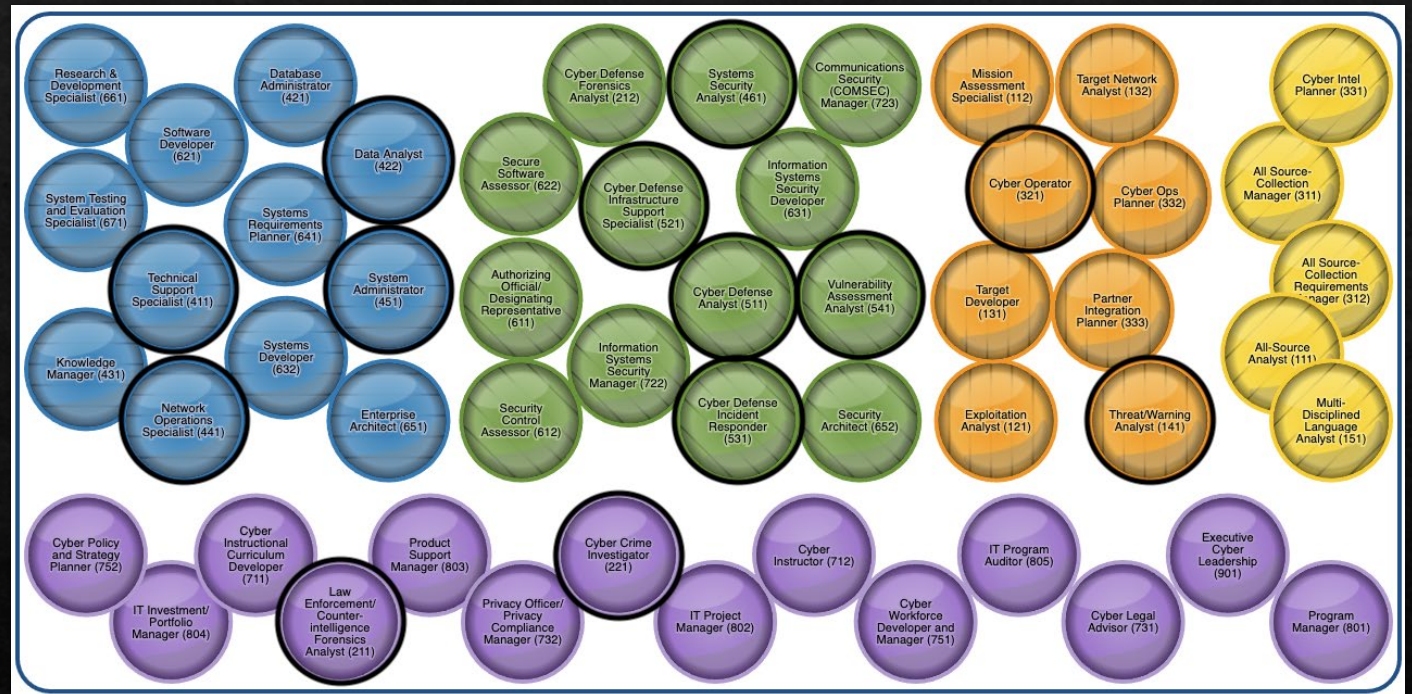 Research &
Development
Specialist (661)
Database
Administrator
(421)
Software
Developer
(621)
Data Analyst
(422)
System Testing
and Evaluation
Specialist (671)
Systems
Requirements
Planner (641)
Technical
Support
Specialist (411)
System
Administrator
(451)
Knowledge
Manager (431)
Systems
Developer
(632)
Network
Operations
Specialist (441)
Enterprise
Architect (651)
Cyber Defense
Forensics
Analyst (212)
Systems
Security
Analyst (461)
Communications
Security
(COMSEC)
Manager (723)
Secure
Software
Assessor (622)
Cyber Defense
Infrastructure
Support
Specialist (521)
Information
Systems
Security
Developer
(631)
Authorizing
Official/
Designating
Representative
(611)
Cyber Defense
Analyst (511)
Vulnerability
Assessment
Analyst (541)
Information
Systems
Security
Manager (722)
Security
Control
Assessor (612)
Cyber Defense
Incident
Responder
(531)
Security
Architect (652)
Mission
Assessment
Specialist (112)
Target Network
Analyst (132)
Cyber Operator
(321)
Cyber Ops
Planner (332)
Target
Developer
(131)
Partner
Integration
Planner (333)
Exploitation
Analyst (121)
Threat/Warning
Analyst (141)
Cyber Intel
Planner (331)
All Source-
Collection
Manager (311)
All Source-
Collection
Requirements
nager (312)
All-Source
Analyst (111)
Multi-
Disciplined
Language
Analyst (151)
Cyber Policy
and Strategy
Planner (752)
IT Investment/
Portfolio
Manager (804)
Cyber
Instructional
Curriculum
Developer
(711)
Law
Enforcement/
Counter-
intelligence
Forensics
Analyst (211)
Product
Support
Manager (803)
Privacy Officer/
Privacy
Compliance
Manager (732)
Cyber Crime
Investigator
(221)
IT Project
Manager (802)
Cyber
Instructor (712)
Cyber
Workforce
Developer and
Manager (751)
IT Program
Auditor (805)
Cyber Legal
Advisor (731)
Executive
Cyber
Leadership
(901)
Program
Manager (801)